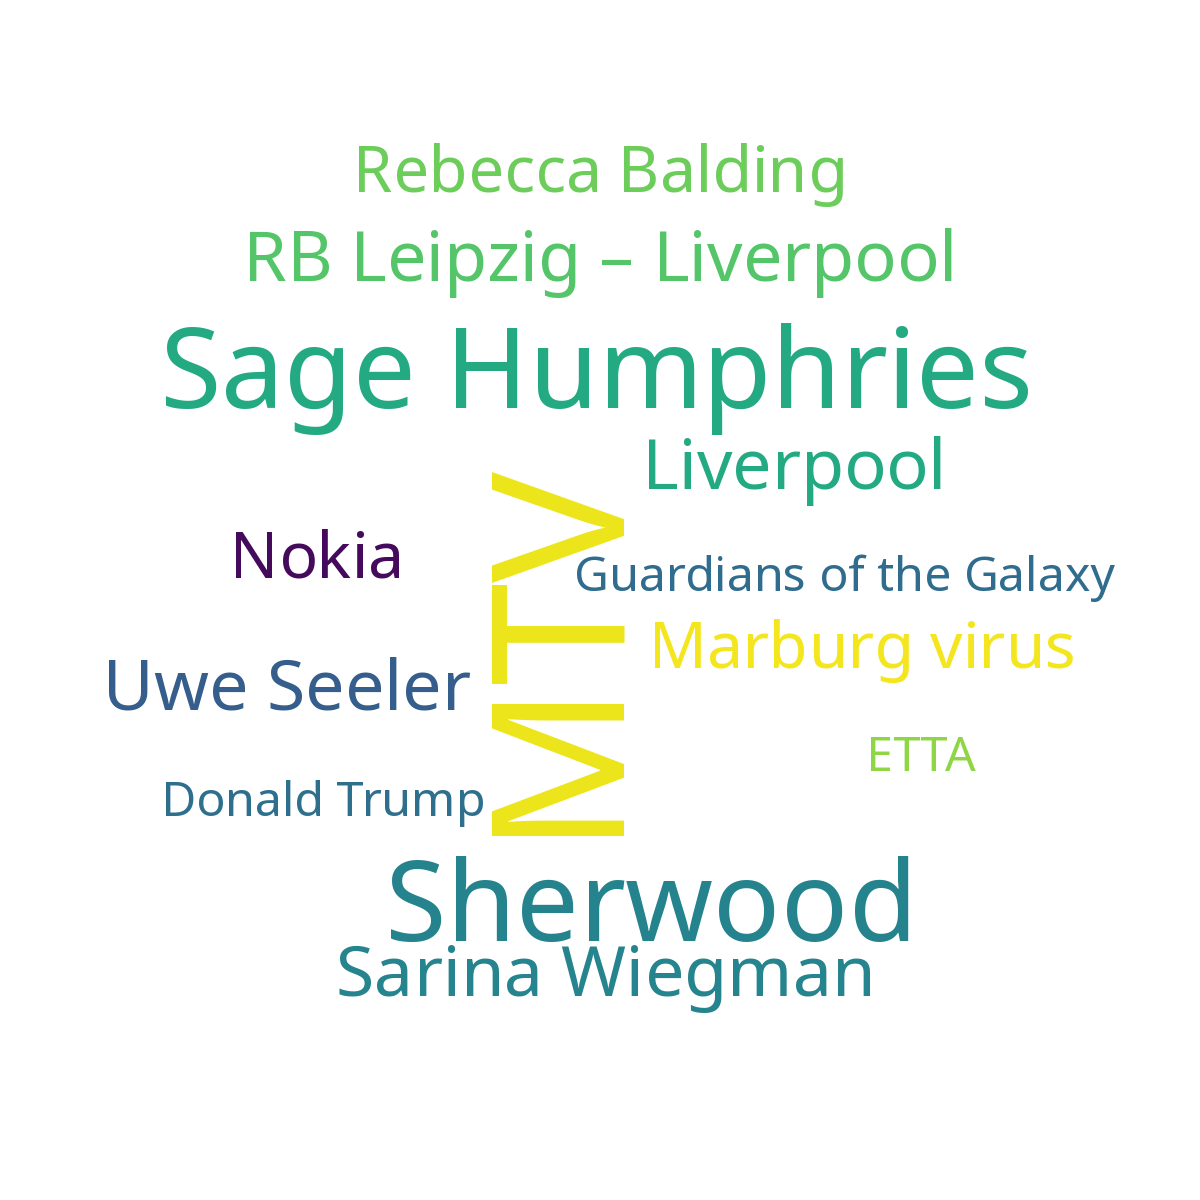 Rebecca Balding
RB Leipzig – Liverpool
Sage Humphries
Liverpool
MTV
Nokia
Guardians of the Galaxy
Marburg virus
Uwe Seeler
ETTA
Donald Trump
Sherwood
Sarina Wiegman